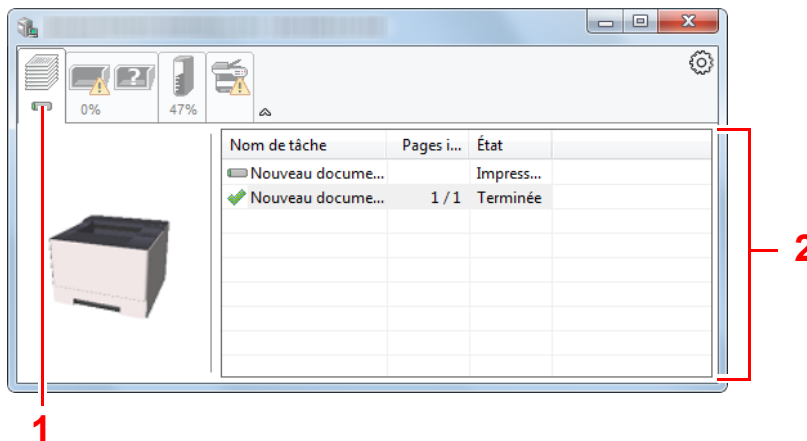 0% 47%
Nom de tâche Pages i... État
Nouveau docume... Impress...
Nouveau docume... 1 / 1 Terminée
2
1